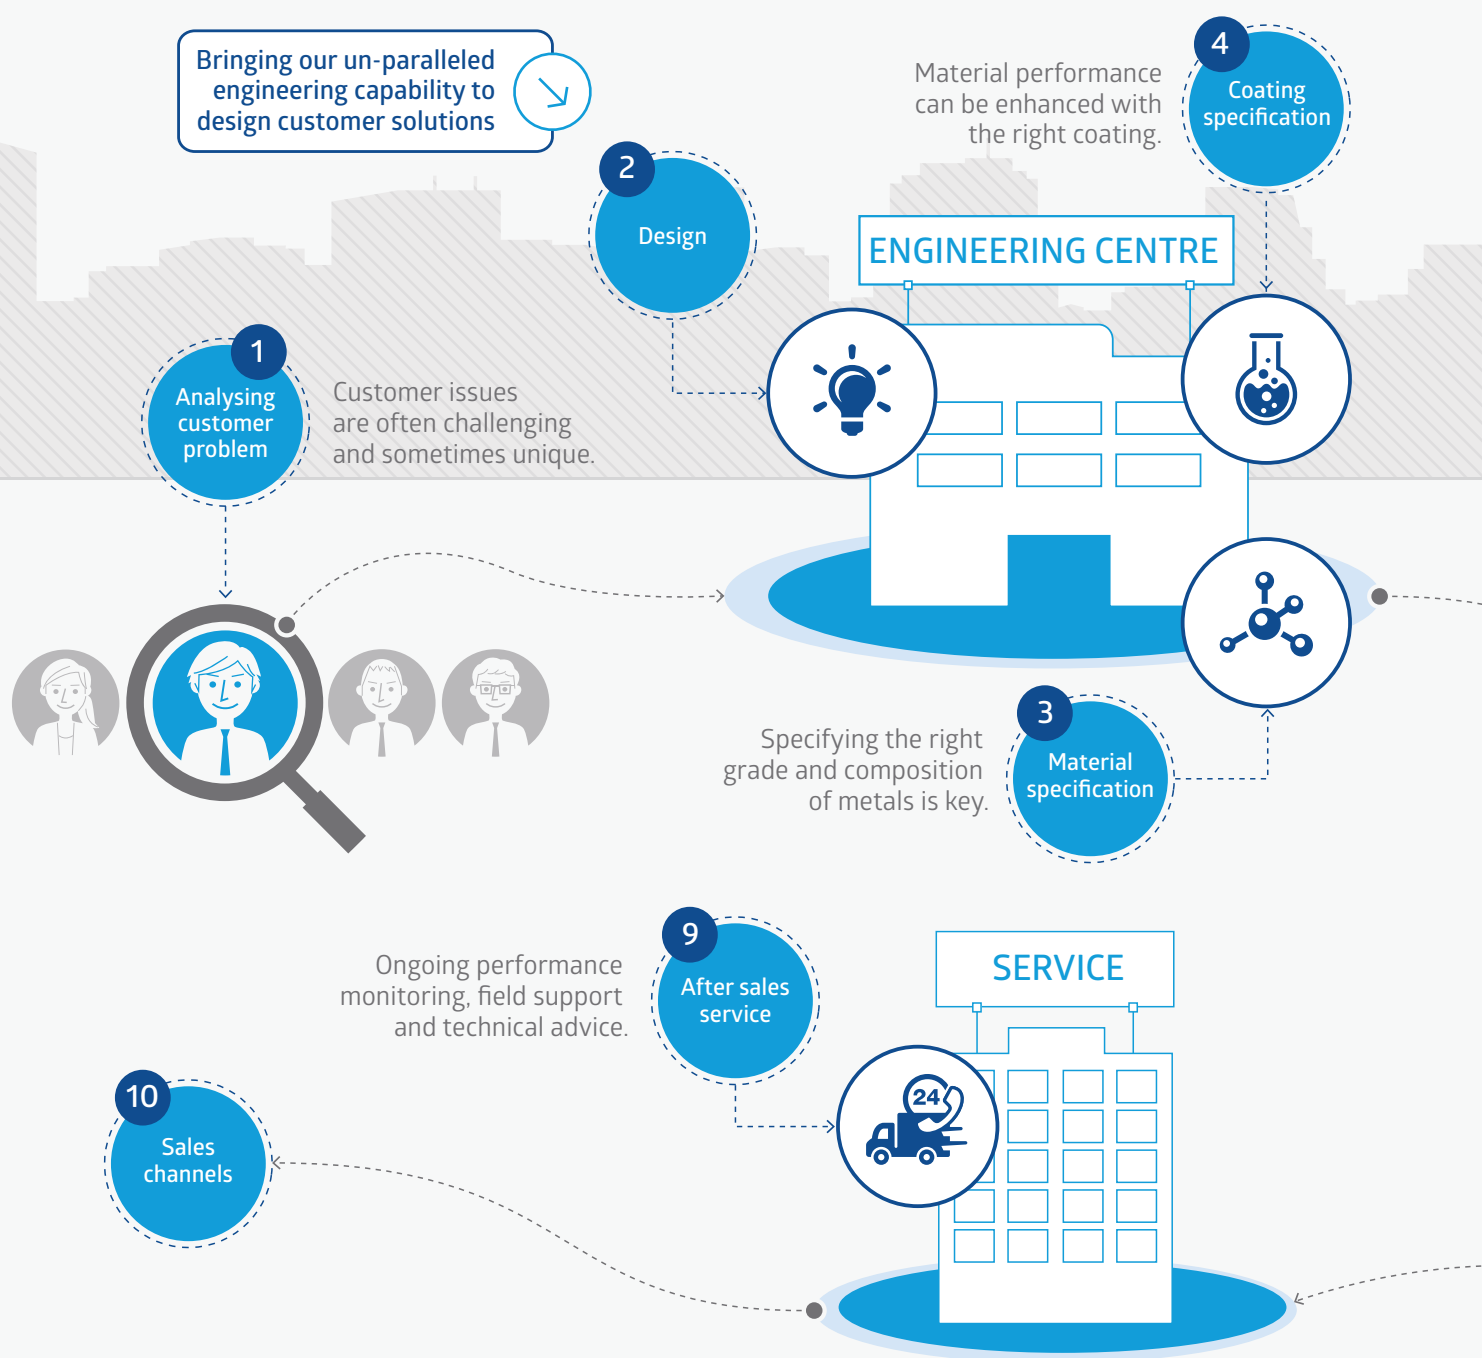 Bringing our un-paralleled
engineering capability to
design customer solutions
1
Analysing
customer
problem
Customer issues
are often challenging
and sometimes unique.
2
Design
ENGINEERING CENTRE
4
Coating
specification
Material performance
can be enhanced with
the right coating.
3
Material
specification
Specifying the right
grade and composition
of metals is key.
9
After sales
service
Ongoing performance
monitoring, field support
and technical advice.
SERVICE
24
10
Sales
channels